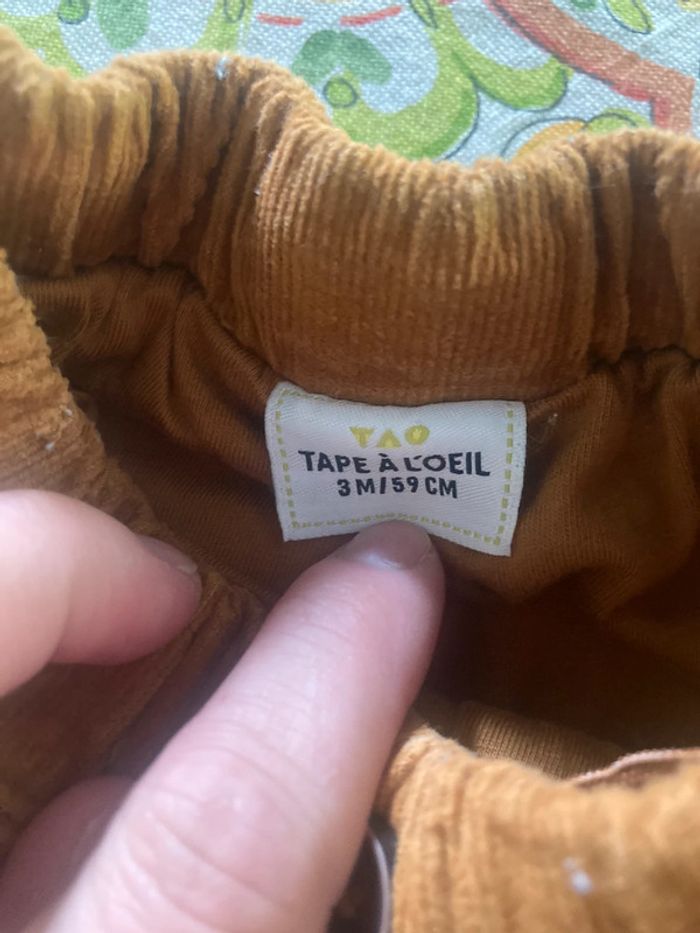 TAO
TAPE À L'OEIL
3 M / 59 CM